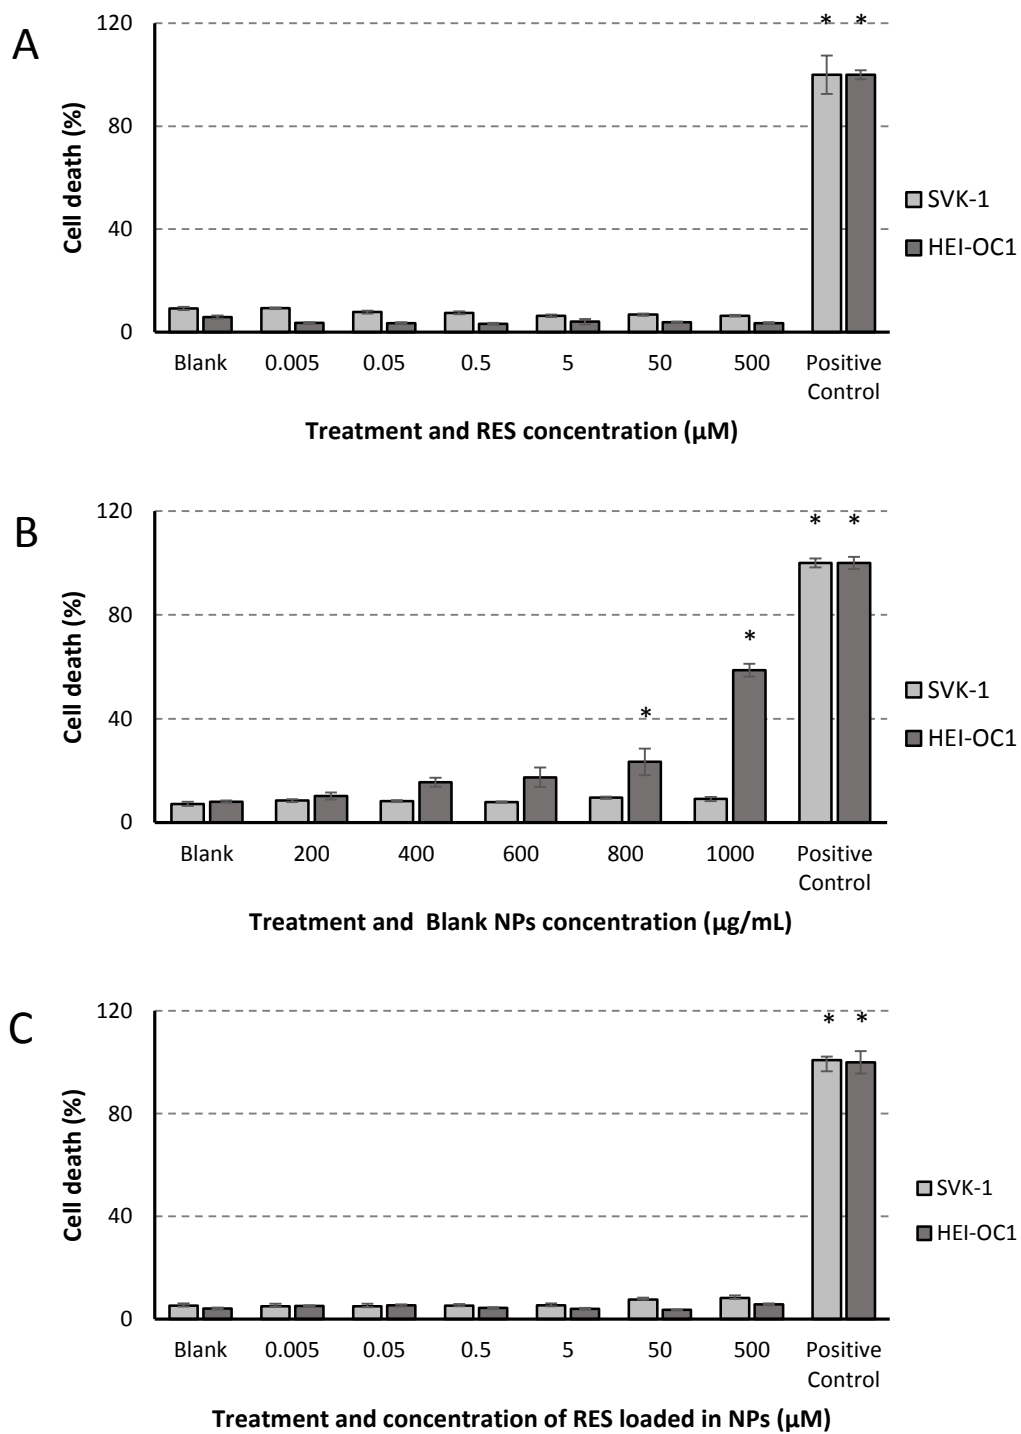 A
120
80
40
0
Cell death (%)
* *
SVK-1
HEI-OC1
Blank 0.005 0.05 0.5 5 50 500 Positive
Control
Treatment and RES concentration (µM)
B
120
80
40
0
Cell death (%)
* *
*
*
SVK-1
HEI-OC1
Blank 200 400 600 800 1000 Positive
Control
Treatment and Blank NPs concentration (µg/mL)
C
120
80
40
0
Cell death (%)
* *
SVK-1
HEI-OC1
Blank 0.005 0.05 0.5 5 50 500 Positive
Control
Treatment and concentration of RES loaded in NPs (µM)